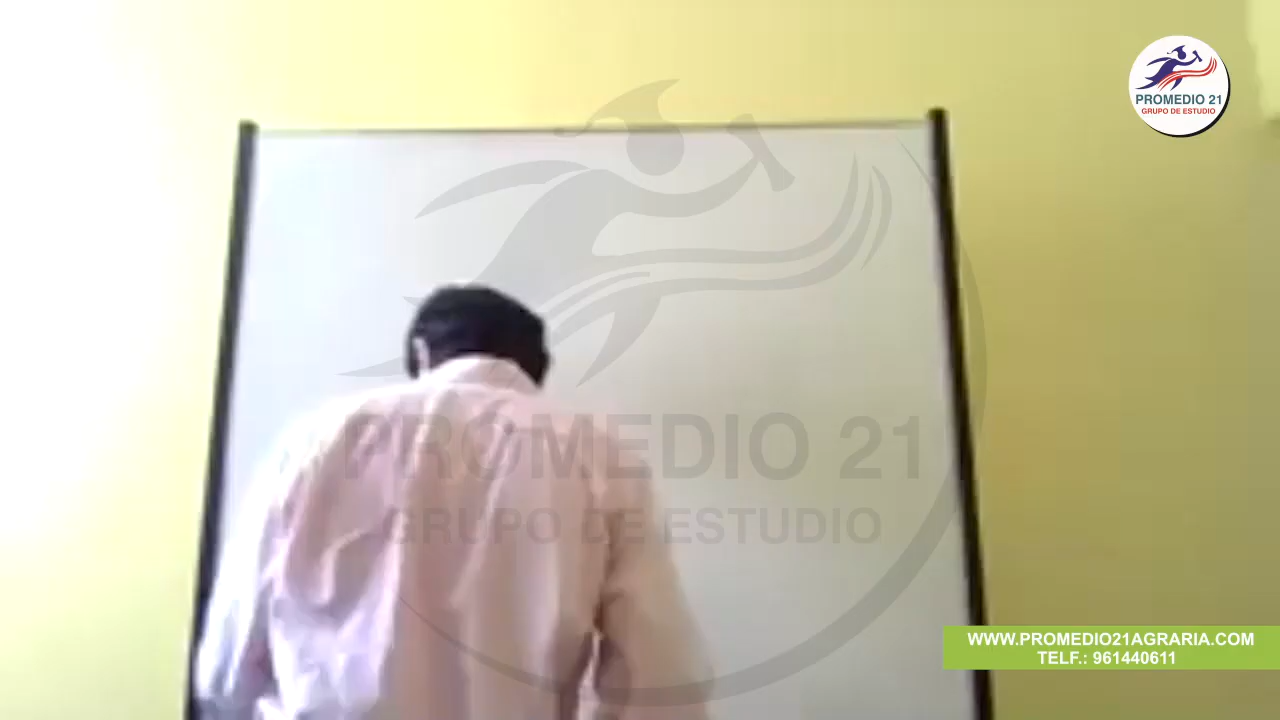 PROMEDIO 21
GRUPO DE ESTUDIO
PROMEDIO 21
GRUPO DE ESTUDIO
WWW.PROMEDIO21AGRARIA.COM
TELF.: 961440611